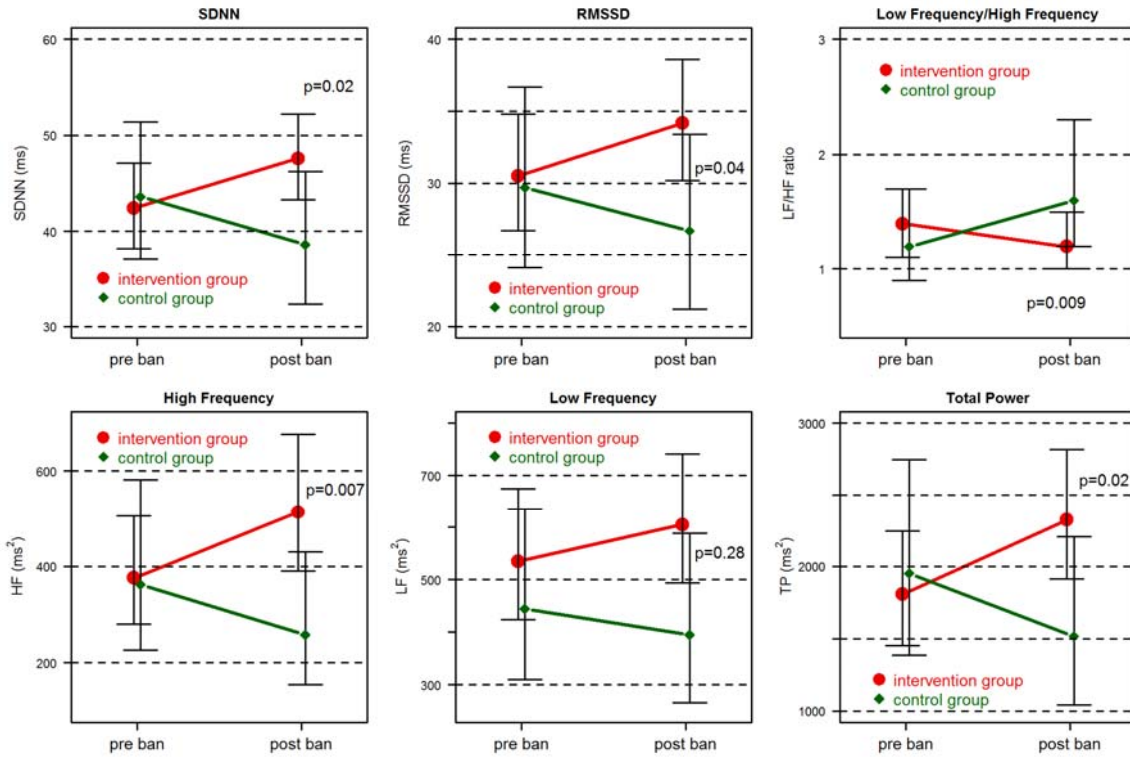 SDNN
60
50
40
30
SDNN (ms)
p=0.02
intervention group
control group
pre ban
post ban
RMSSD
40
30
20
RMSSD (ms)
p=0.04
intervention group
control group
pre ban
post ban
Low Frequency/High Frequency
3
2
1
LF/HF ratio
intervention group
control group
p=0.009
pre ban
post ban
High Frequency
600
400
200
HF (ms²)
intervention group
control group
p=0.007
pre ban
post ban
Low Frequency
700
500
300
LF (ms²)
intervention group
control group
p=0.28
pre ban
post ban
Total Power
3000
2000
1000
TP (ms²)
p=0.02
intervention group
control group
pre ban
post ban